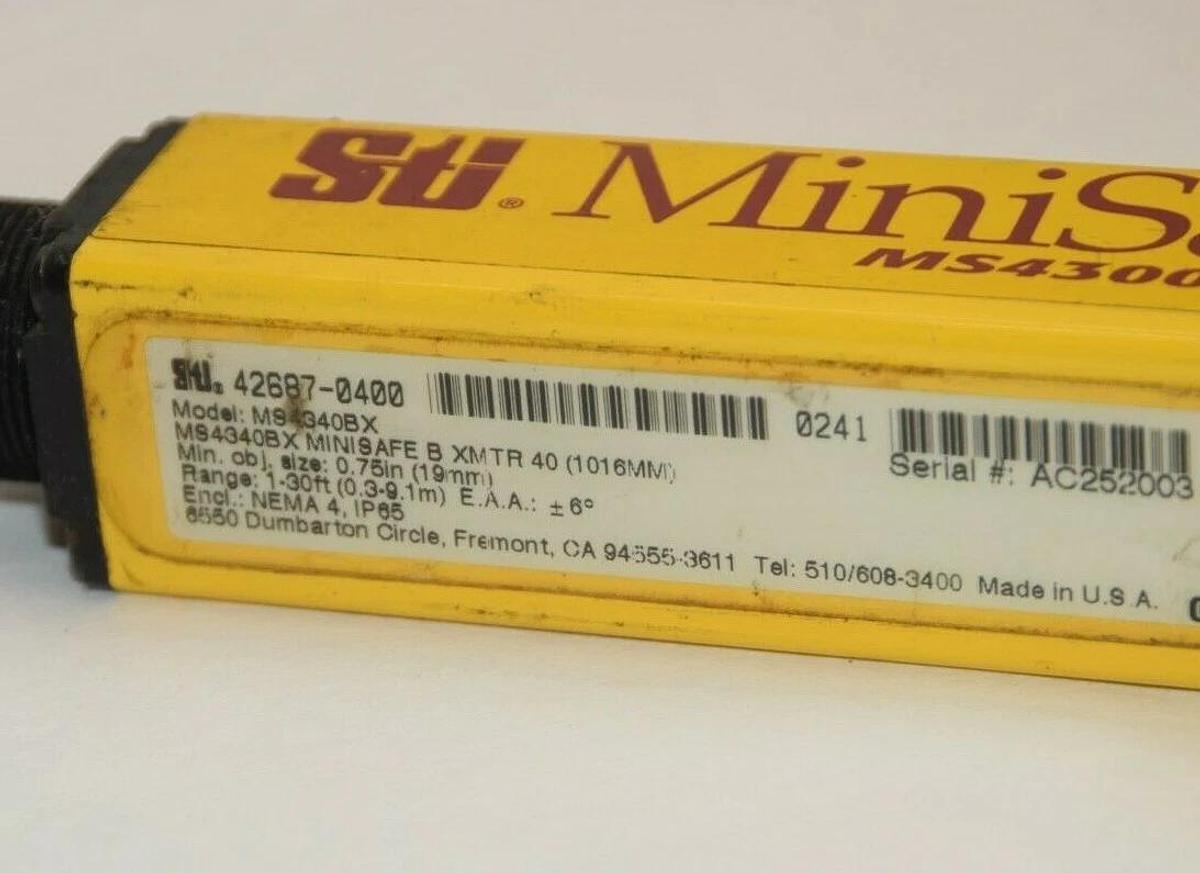 STI® MiniSa
MS4300
STI. 42687-0400
0241
Model: MS4340BX
MS4340BX MINISAFE B XMTR 40 (1016MM)
Min. obj. size: 0.75in (19mm)
Range: 1-30ft (0.3-9.1m) E.A.A.: ±6°
Encl.: NEMA 4, IP65
6550 Dumbarton Circle, Fremont, CA 94555-3611 Tel: 510/608-3400 Made in U.S.A.
Serial #: AC252003